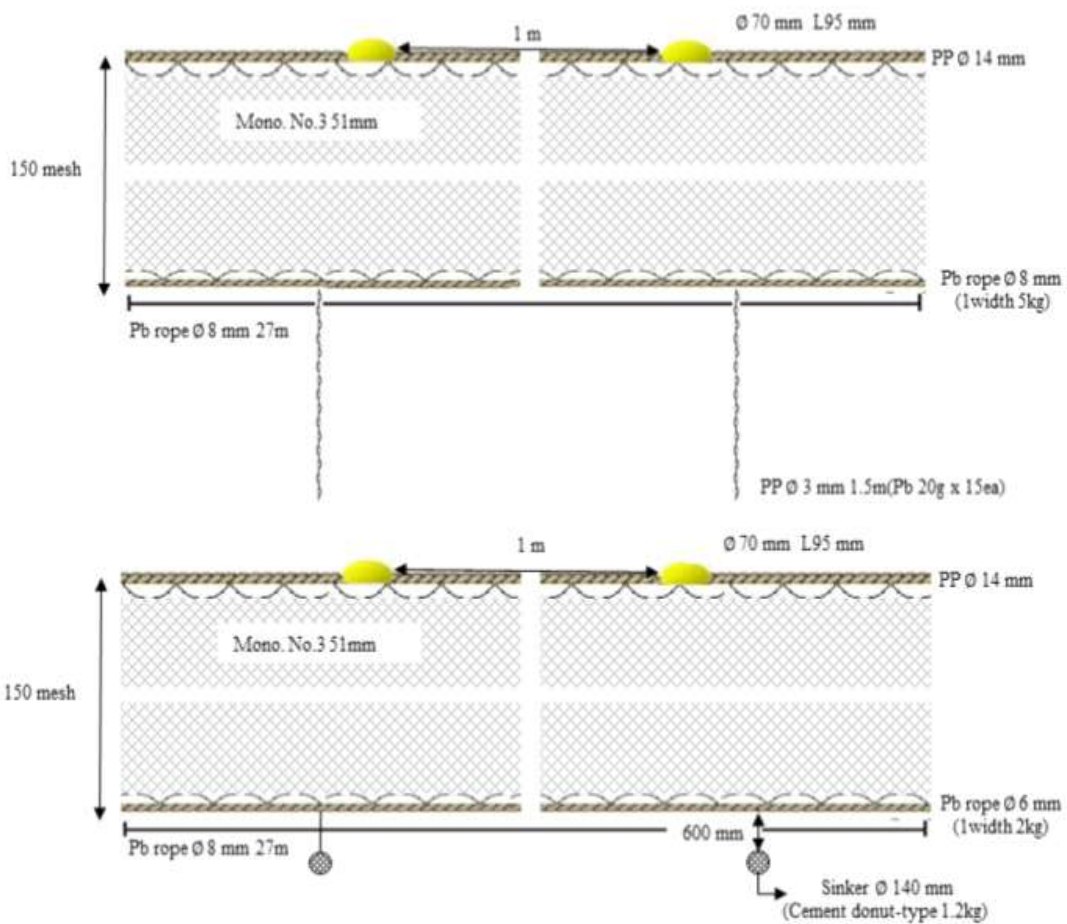 1 m
Ø 70 mm L95 mm
PP Ø 14 mm
Mono. No.3 51mm
150 mesh
Pb rope Ø 8 mm
(1width 5kg)
Pb rope Ø 8 mm 27m
PP Ø 3 mm 1.5m(Pb 20g x 15ea)
1 m
Ø 70 mm L95 mm
PP Ø 14 mm
Mono. No.3 51mm
150 mesh
Pb rope Ø 6 mm
(1width 2kg)
600 mm
Pb rope Ø 8 mm 27m
Sinker Ø 140 mm
(Cement donut-type 1.2kg)